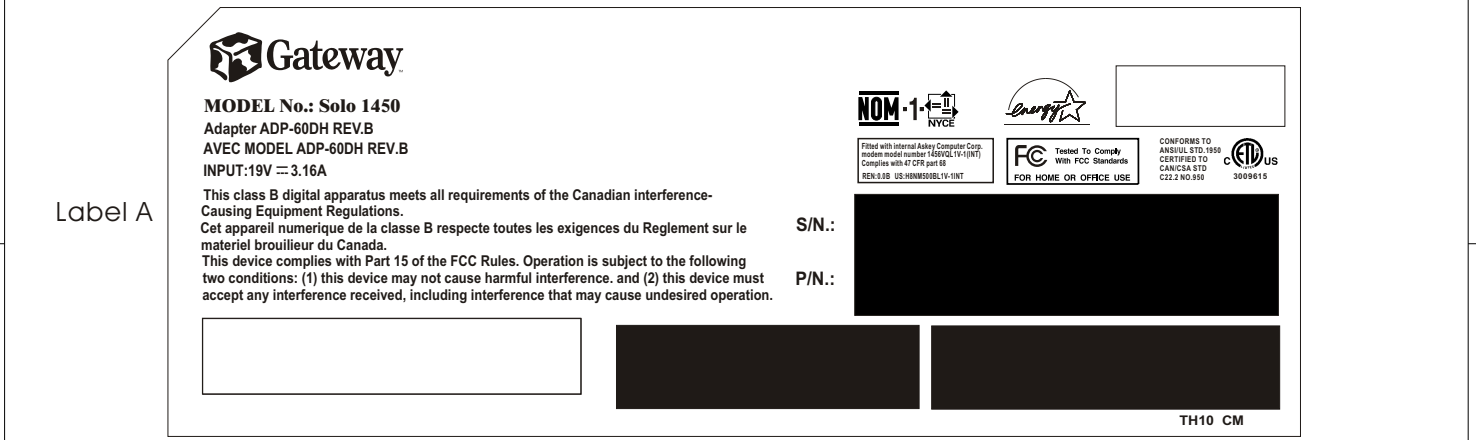 Gateway
MODEL No.: Solo 1450
Adapter ADP-60DH REV.B
AVEC MODEL ADP-60DH REV.B
INPUT:19V ⎓ 3.16A
This class B digital apparatus meets all requirements of the Canadian interference-
Causing Equipment Regulations.
Cet appareil numerique de la classe B respecte toutes les exigences du Reglement sur le
materiel brouilieur du Canada.
This device complies with Part 15 of the FCC Rules. Operation is subject to the following
two conditions: (1) this device may not cause harmful interference. and (2) this device must
accept any interference received, including interference that may cause undesired operation.
Label A
NOM-1-
NYCE
energy
Fitted with internal Askey Computer Corp.
modem model number 1456VQL1V-1(INT)
Complies with 47 CFR part 68
REN:0.0B US:H8NM500BL1V-1INT
FC Tested To Comply
With FCC Standards
FOR HOME OR OFFICE USE
CONFORMS TO
ANSI/UL STD.1950
CERTIFIED TO
CAN/CSA STD
C22.2 NO.950
C ETL US
3009615
S/N.:
P/N.:
TH10 CM